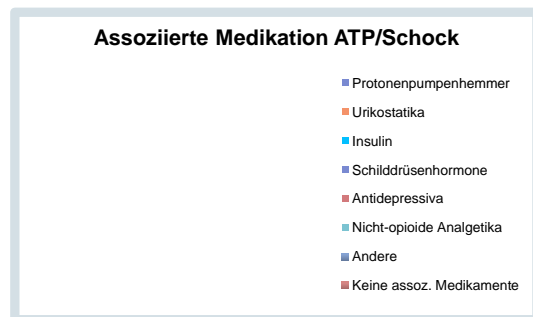 Assoziierte Medikation ATP/Schock
Protonenpumpenhemmer
Urikostatika
Insulin
Schilddrüsenhormone
Antidepressiva
Nicht-opioide Analgetika
Andere
Keine assoz. Medikamente